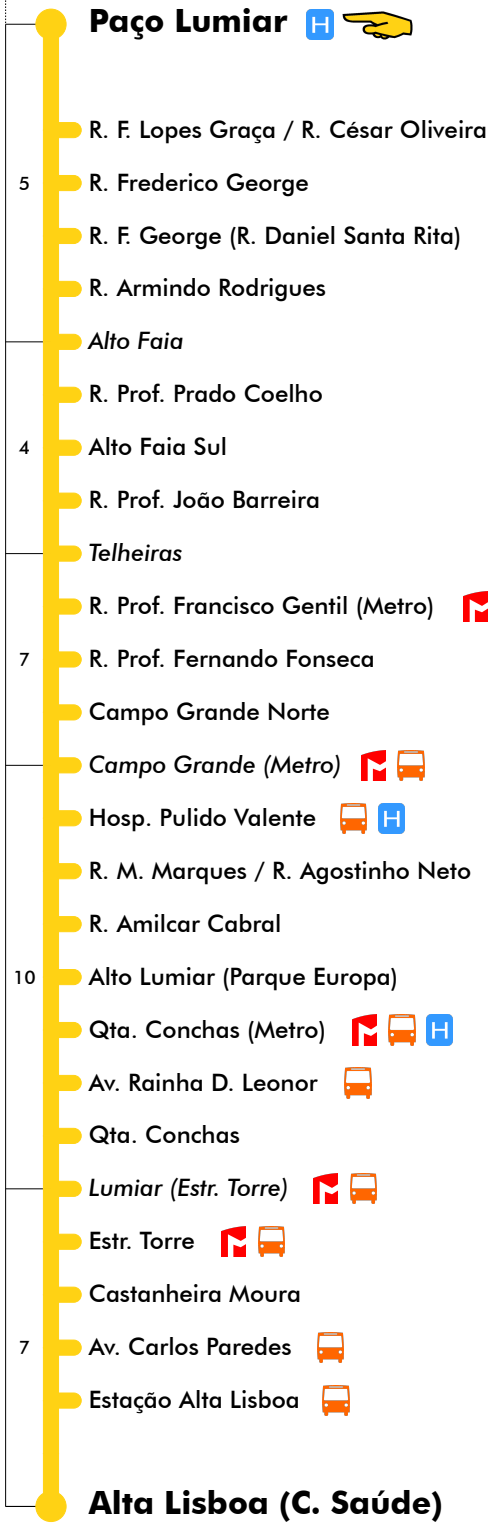 Paço Lumiar H
R. F. Lopes Graça / R. César Oliveira
5 R. Frederico George
R. F. George (R. Daniel Santa Rita)
R. Armindo Rodrigues
Alto Faia
R. Prof. Prado Coelho
4 Alto Faia Sul
R. Prof. João Barreira
Telheiras
R. Prof. Francisco Gentil (Metro)
7 R. Prof. Fernando Fonseca
Campo Grande Norte
Campo Grande (Metro)
Hosp. Pulido Valente H
R. M. Marques / R. Agostinho Neto
R. Amilcar Cabral
10 Alto Lumiar (Parque Europa)
Qta. Conchas (Metro) H
Av. Rainha D. Leonor
Qta. Conchas
Lumiar (Estr. Torre)
Estr. Torre
Castanheira Moura
7 Av. Carlos Paredes
Estação Alta Lisboa
Alta Lisboa (C. Saúde)